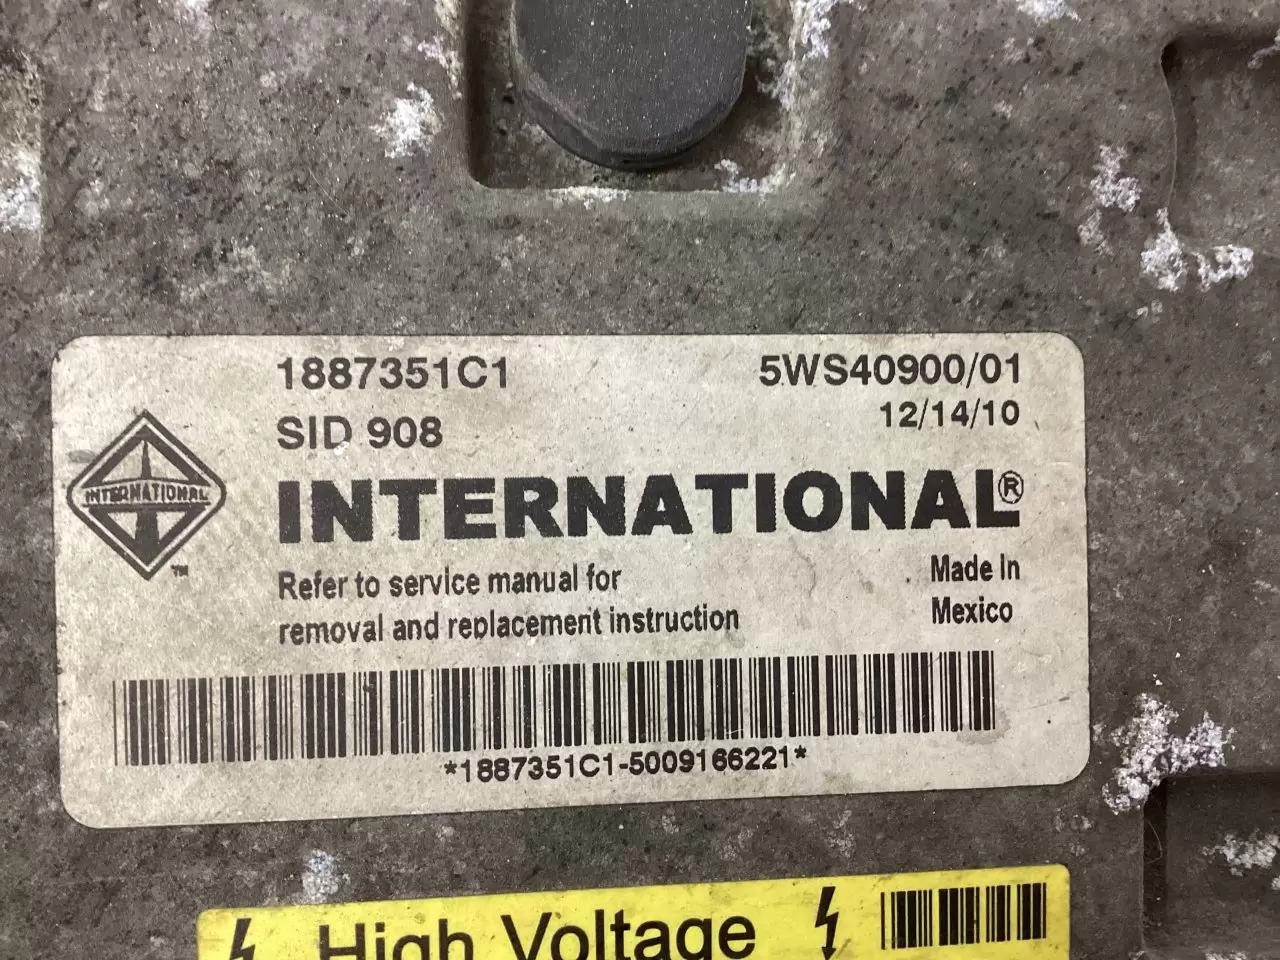 1887351C1
5WS40900/01
SID 908
12/14/10
INTERNATIONAL
TM
INTERNATIONAL®
Refer to service manual for
removal and replacement instruction
Made in
Mexico
*1887351C1-5009166221*
High Voltage